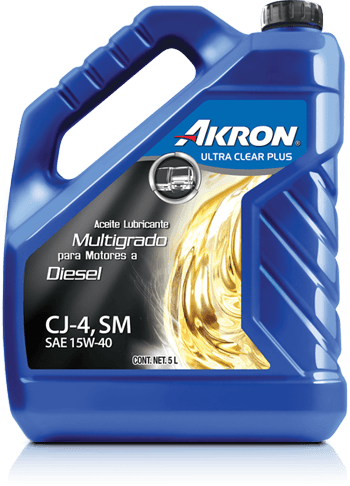 AKRON®
ULTRA CLEAR PLUS
Aceite Lubricante
Multigrado
para Motores a
Diesel
CJ-4, SM
SAE 15W-40
CONT. NET. 5 L